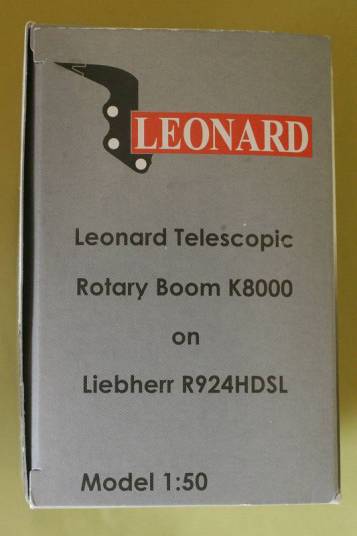 LEONARD
Leonard Telescopic
Rotary Boom K8000
on
Liebherr R924HDSL
Model 1:50